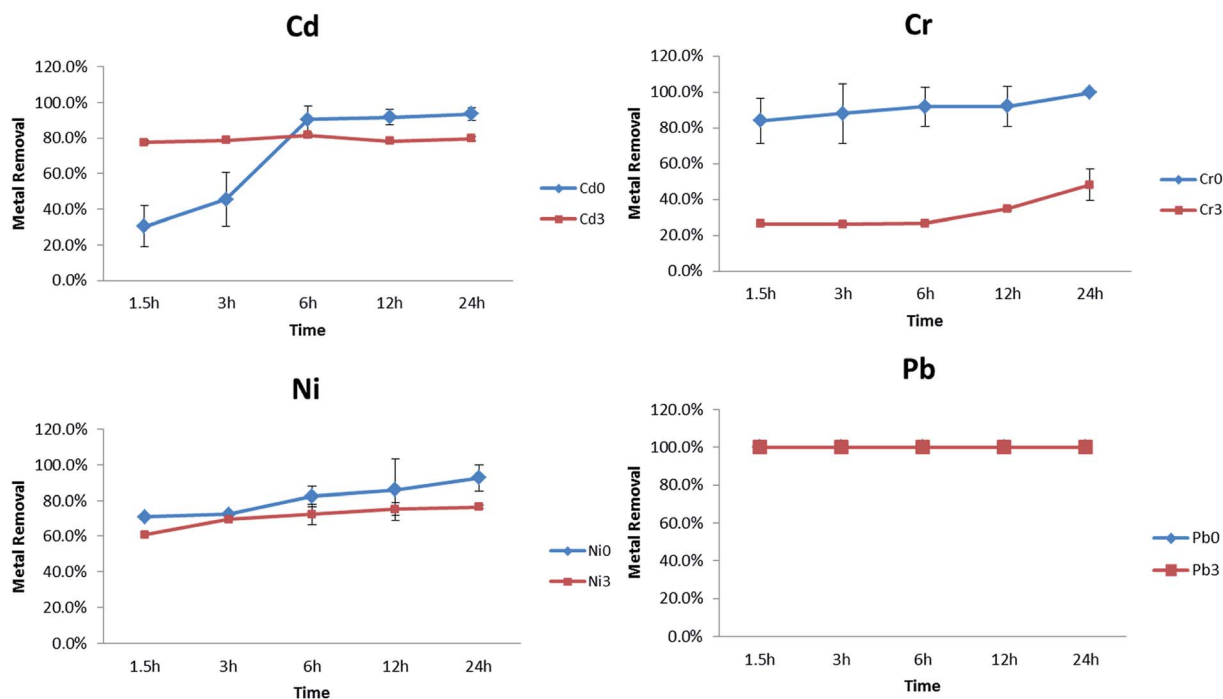 Cd
120.0%
100.0%
80.0%
60.0%
40.0%
20.0%
0.0%
Metal Removal
1.5h 3h 6h 12h 24h
Time
Cd0
Cd3
Cr
120.0%
100.0%
80.0%
60.0%
40.0%
20.0%
0.0%
Metal Removal
1.5h 3h 6h 12h 24h
Time
Cr0
Cr3
Ni
120.0%
100.0%
80.0%
60.0%
40.0%
20.0%
0.0%
Metal Removal
1.5h 3h 6h 12h 24h
Time
Ni0
Ni3
Pb
120.0%
100.0%
80.0%
60.0%
40.0%
20.0%
0.0%
Metal Removal
1.5h 3h 6h 12h 24h
Time
Pb0
Pb3